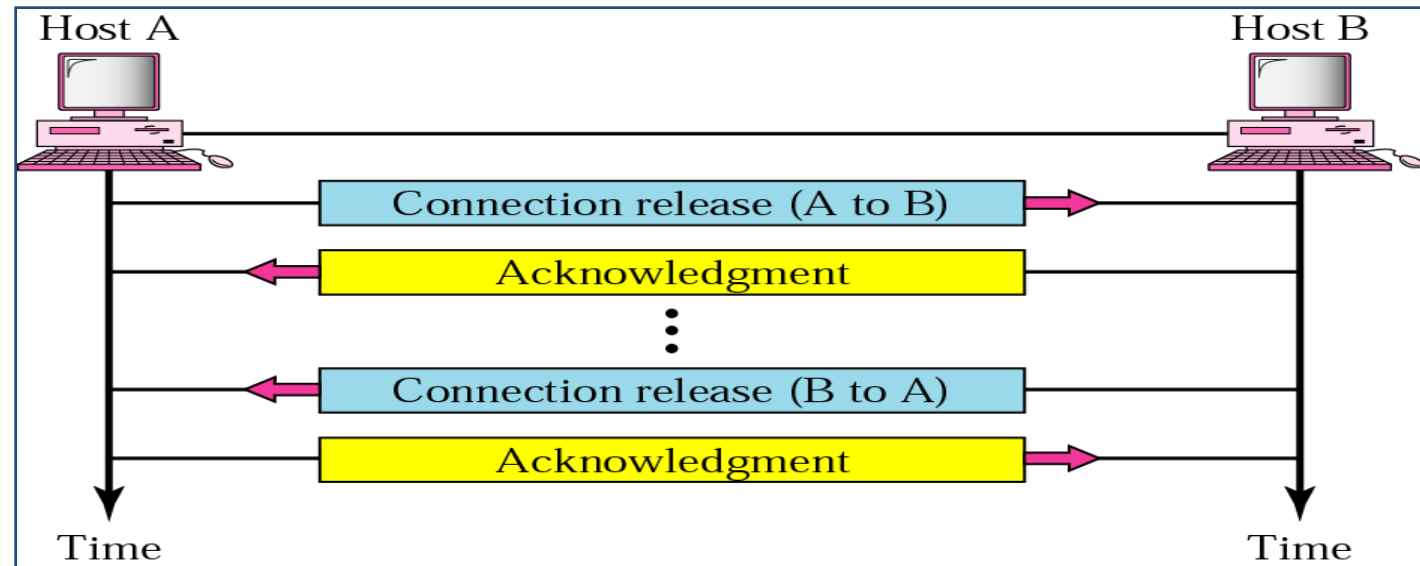 Host A
Host B
Connection release (A to B)
Acknowledgment
Connection release (B to A)
Acknowledgment
Time
Time